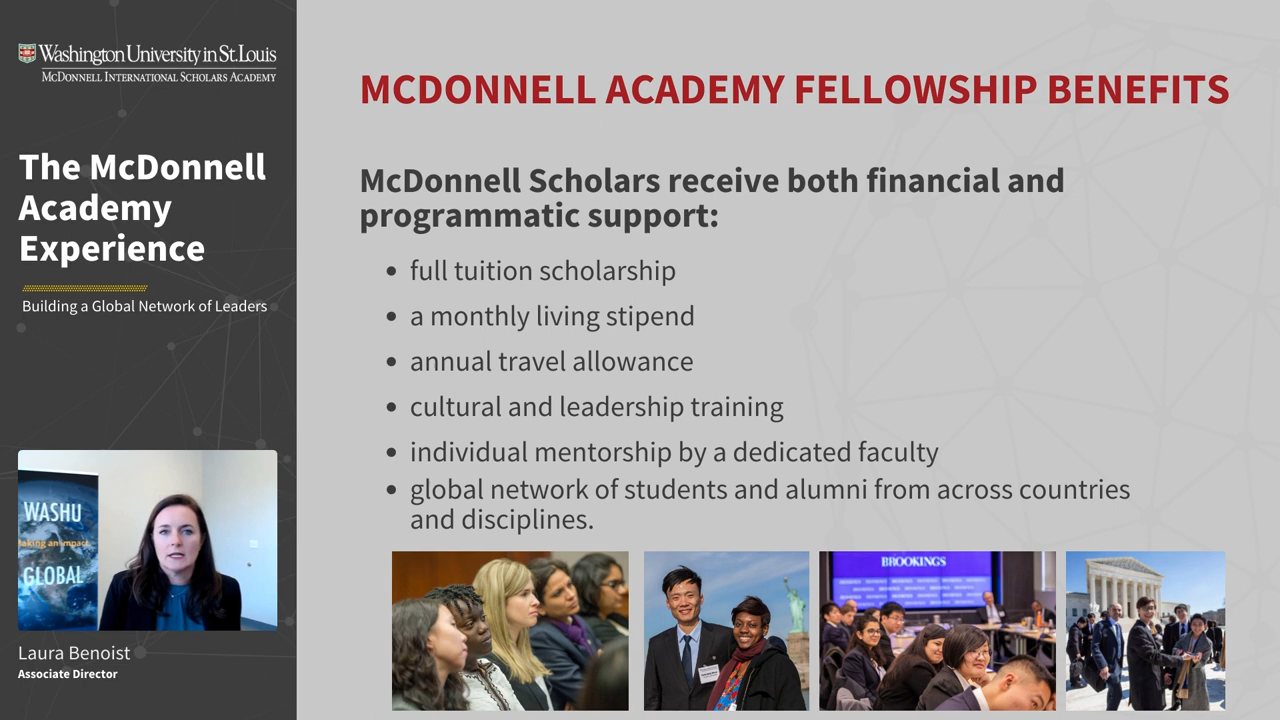 Washington University in St. Louis
McDonnell International Scholars Academy
The McDonnell
Academy
Experience
Building a Global Network of Leaders
WASHU
aking an impact
GLOBAL
Laura Benoist
Associate Director
MCDONNELL ACADEMY FELLOWSHIP BENEFITS
McDonnell Scholars receive both financial and
programmatic support:
• full tuition scholarship
• a monthly living stipend
• annual travel allowance
• cultural and leadership training
• individual mentorship by a dedicated faculty
• global network of students and alumni from across countries
and disciplines.
BROOKINGS